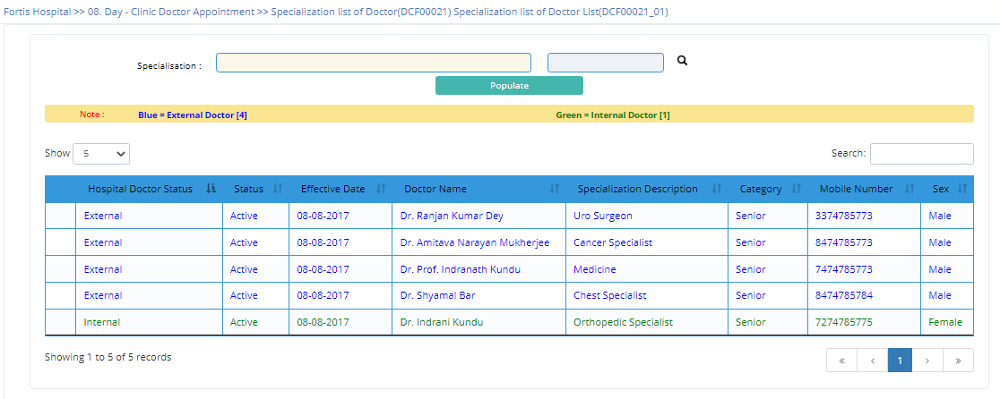 Fortis Hospital >> 08. Day - Clinic Doctor Appointment >> Specialization list of Doctor(DCF00021) Specialization list of Doctor List(DCF00021_01)
Specialisation :
Populate
Note : Blue = External Doctor [4] Green = Internal Doctor [1]
Show 5 Search:
Hospital Doctor Status Status Effective Date Doctor Name Specialization Description Category Mobile Number Sex
External Active 08-08-2017 Dr. Ranjan Kumar Dey Uro Surgeon Senior 3374785773 Male
External Active 08-08-2017 Dr. Amitava Narayan Mukherjee Cancer Specialist Senior 8474785773 Male
External Active 08-08-2017 Dr. Prof. Indranath Kundu Medicine Senior 7474785773 Male
External Active 08-08-2017 Dr. Shyamal Bar Chest Specialist Senior 8474785784 Male
Internal Active 08-08-2017 Dr. Indrani Kundu Orthopedic Specialist Senior 7274785775 Female
Showing 1 to 5 of 5 records « ‹ 1 › »